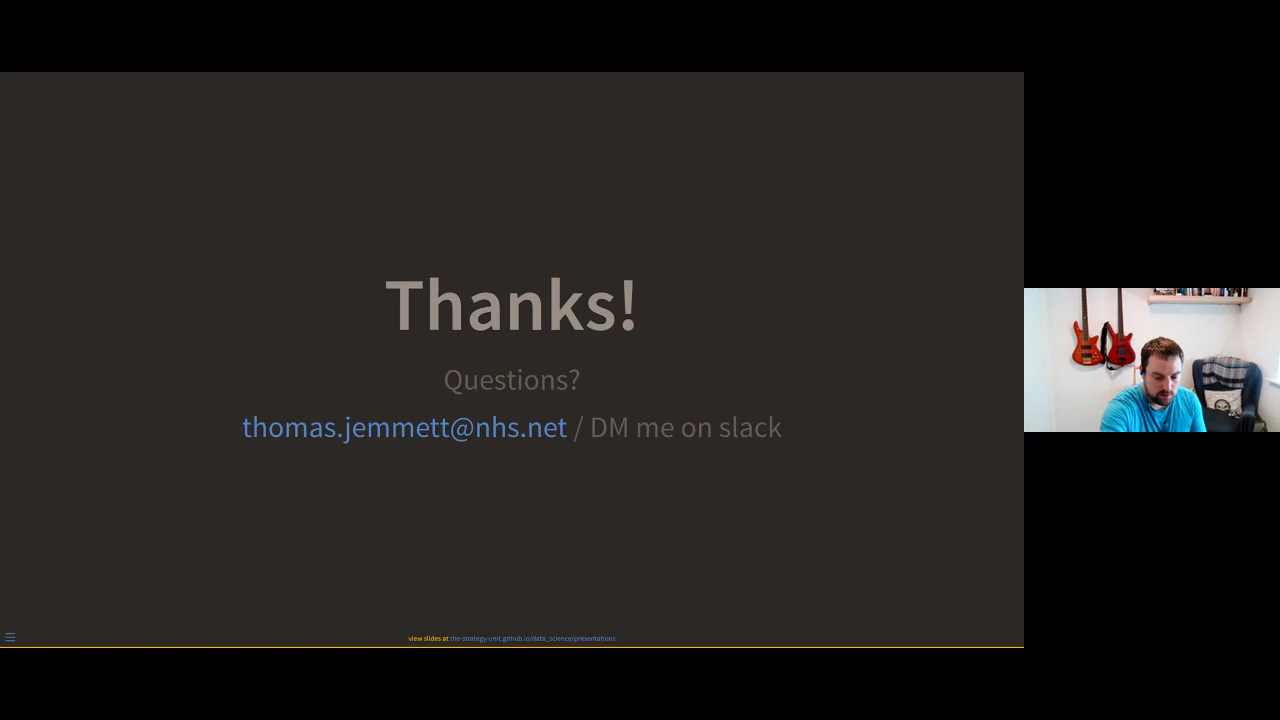 Thanks!
Questions?
thomas.jemmett@nhs.net / DM me on slack
view slides at the-strategy-unit.github.io/data_science/presentations